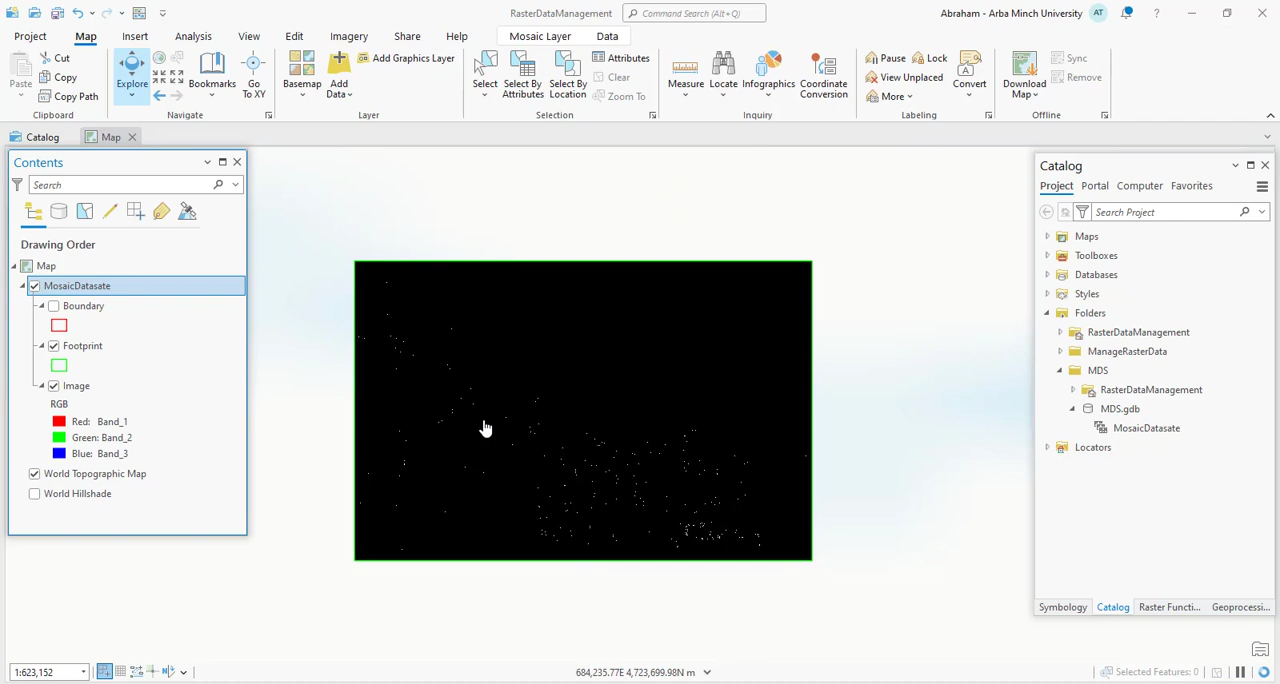 RasterDataManagement
Command Search (Alt+Q)
Abraham - Arba Minch University
AT
?
Project
Map
Insert
Analysis
View
Edit
Imagery
Share
Help
Mosaic Layer
Data
Paste
Cut
Copy
Copy Path
Clipboard
Explore
Bookmarks
Go To XY
Navigate
Basemap
Add Data
Add Graphics Layer
Layer
Select
Select By Attributes
Select By Location
Attributes
Clear
Zoom To
Selection
Measure
Locate
Infographics
Coordinate Conversion
Inquiry
Pause
Lock
View Unplaced
More
Convert
Labeling
Download Map
Sync
Remove
Offline
Catalog
Map
Contents
Search
Drawing Order
Map
MosaicDatasate
Boundary
Footprint
Image
RGB
Red: Band_1
Green: Band_2
Blue: Band_3
World Topographic Map
World Hillshade
Catalog
Project
Portal
Computer
Favorites
Search Project
Maps
Toolboxes
Databases
Styles
Folders
RasterDataManagement
ManageRasterData
MDS
RasterDataManagement
MDS.gdb
MosaicDatasate
Locators
Symbology
Catalog
Raster Functi...
Geoprocessi...
1:623,152
684,235.77E 4,723,699.98N m
Selected Features: 0